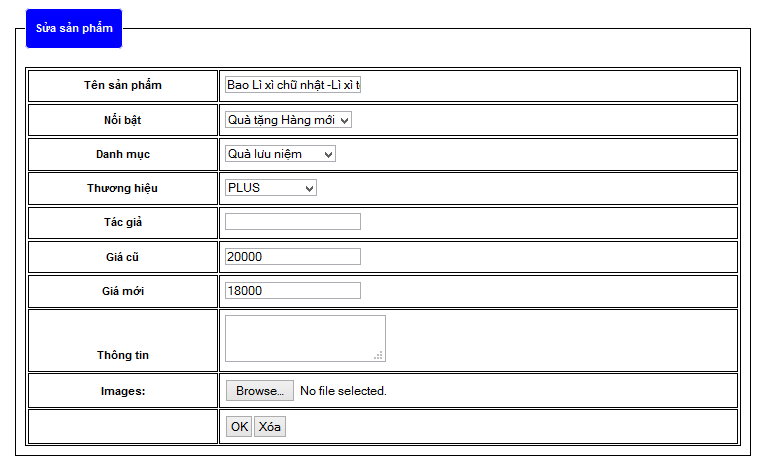 Sửa sản phẩm
Tên sản phẩm Bao Lì xì chữ nhật -Lì xì t
Nổi bật Quà tặng Hàng mới
Danh mục Quà lưu niệm
Thương hiệu PLUS
Tác giả
Giá cũ 20000
Giá mới 18000
Thông tin
Images: Browse... No file selected.
OK Xóa